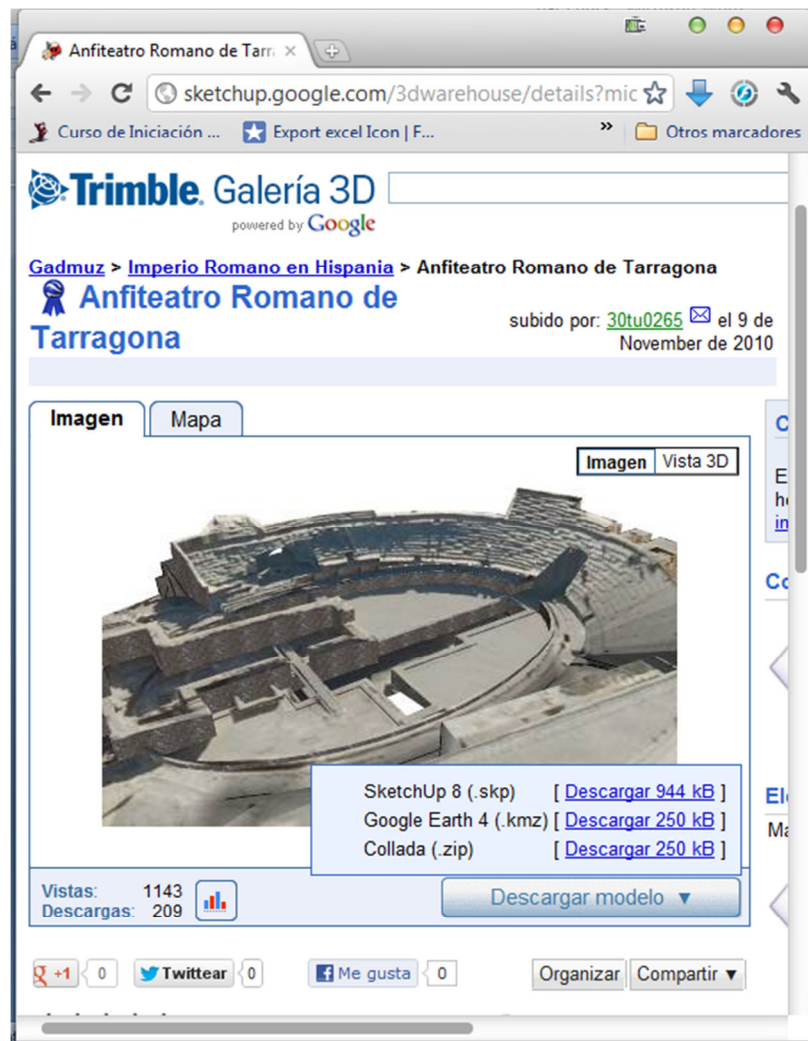 Anfiteatro Romano de Tarr
sketchup.google.com/3dwarehouse/details?mic
Curso de Iniciación ...
Export excel Icon | F...
»
Otros marcadores
Trimble. Galería 3D
powered by Google
Gadmuz > Imperio Romano en Hispania > Anfiteatro Romano de Tarragona
Anfiteatro Romano de
Tarragona
subido por: 30tu0265 el 9 de
November de 2010
Imagen
Mapa
Imagen
Vista 3D
SketchUp 8 (.skp) [ Descargar 944 kB ]
Google Earth 4 (.kmz) [ Descargar 250 kB ]
Collada (.zip) [ Descargar 250 kB ]
Vistas: 1143
Descargas: 209
Descargar modelo ▼
g +1 0
Twittear 0
Me gusta 0
Organizar
Compartir ▼